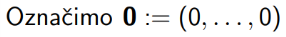 Označimo 𝟎 := (0, . . . , 0)